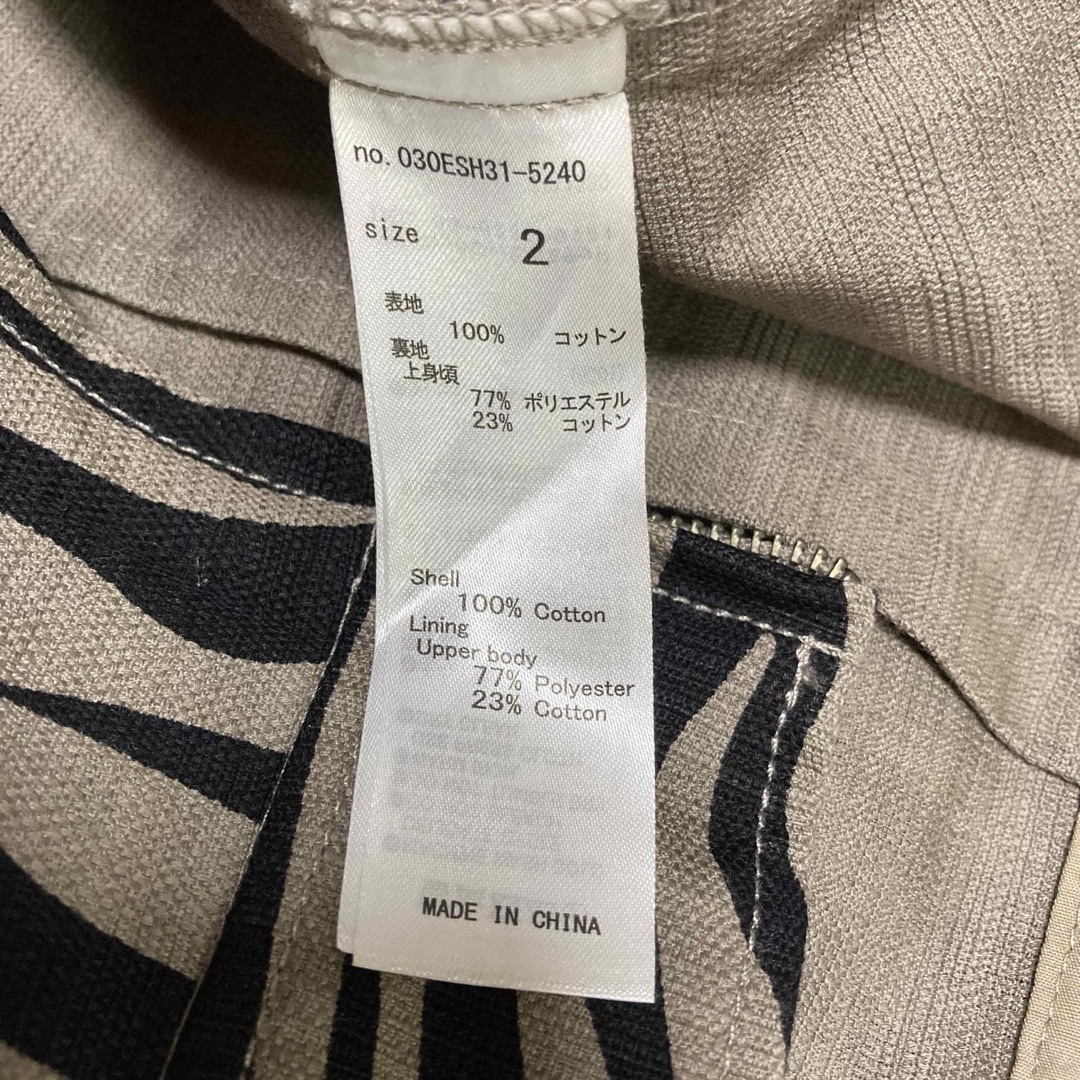 no. 030ESH31-5240
size 2
表地
100% コットン
裏地
上身頃
77% ポリエステル
23% コットン
Shell
100% Cotton
Lining
Upper body
77% Polyester
23% Cotton
MADE IN CHINA